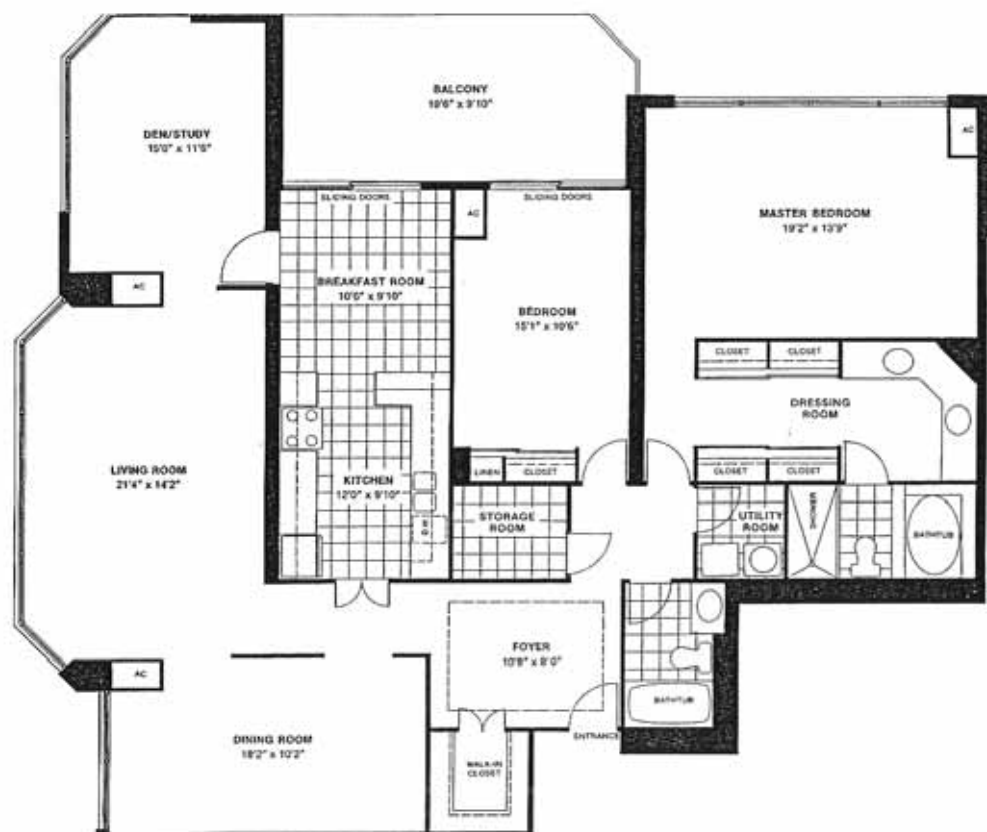 BALCONY
19'6" x 9'10"
DEN/STUDY
15'0" x 11'6"
AC
SLIDING DOORS
SLIDING DOORS
AC
MASTER BEDROOM
19'2" x 13'9"
AC
BREAKFAST ROOM
10'6" x 9'10"
BEDROOM
15'1" x 10'6"
CLOSET
CLOSET
DRESSING
ROOM
LIVING ROOM
21'4" x 14'2"
LINEN
CLOSET
CLOSET
CLOSET
KITCHEN
12'0" x 9'10"
STORAGE
ROOM
UTILITY
ROOM
SHOWER
BATHTUB
FOYER
10'8" x 8'0"
AC
BATHTUB
ENTRANCE
DINING ROOM
18'2" x 10'2"
WALK-IN
CLOSET